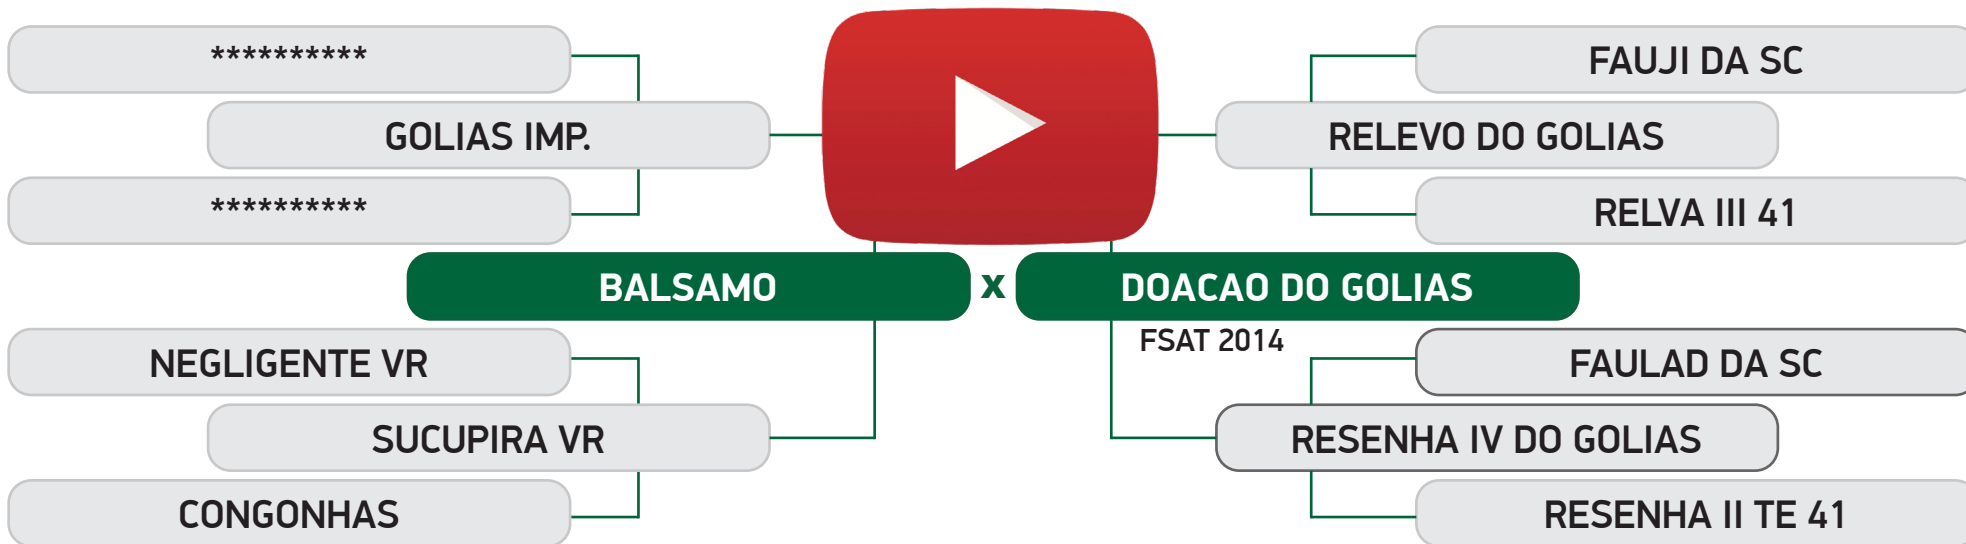 **********
FAUJI DA SC
GOLIAS IMP.
RELEVO DO GOLIAS
**********
RELVA III 41
BALSAMO
x
DOACAO DO GOLIAS
FSAT 2014
NEGLIGENTE VR
FAULAD DA SC
SUCUPIRA VR
RESENHA IV DO GOLIAS
CONGONHAS
RESENHA II TE 41